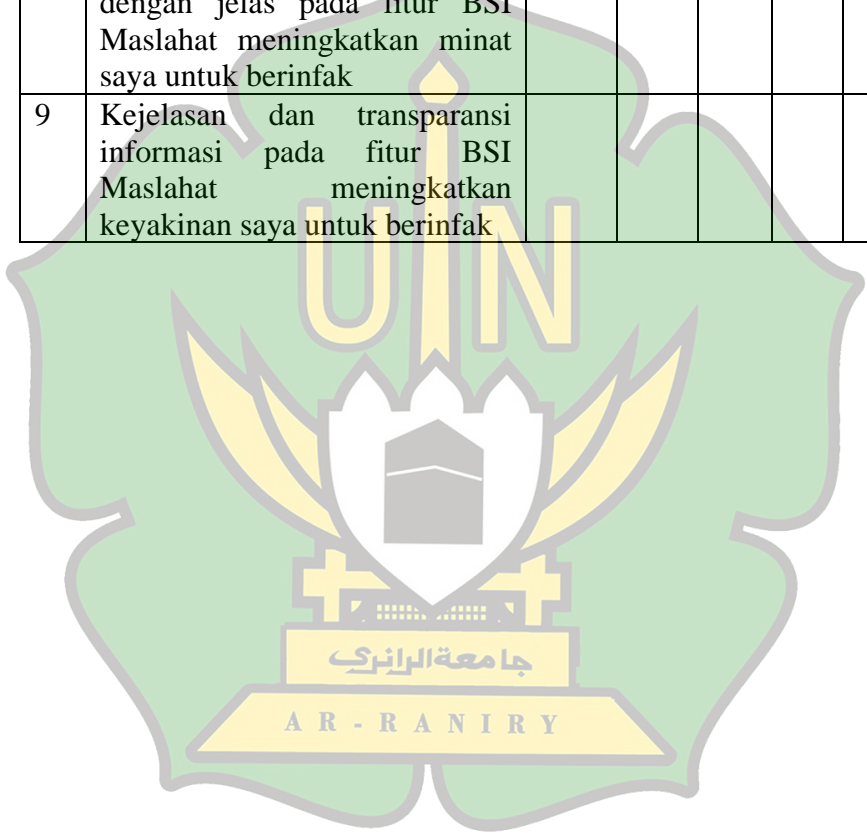 dengan jelas pada fitur BSI
Maslahat meningkatkan minat
saya untuk berinfak
9 Kejelasan dan transparansi
informasi pada fitur BSI
Maslahat meningkatkan
keyakinan saya untuk berinfak
UIN
جامعة الرانري
AR-RANIRY